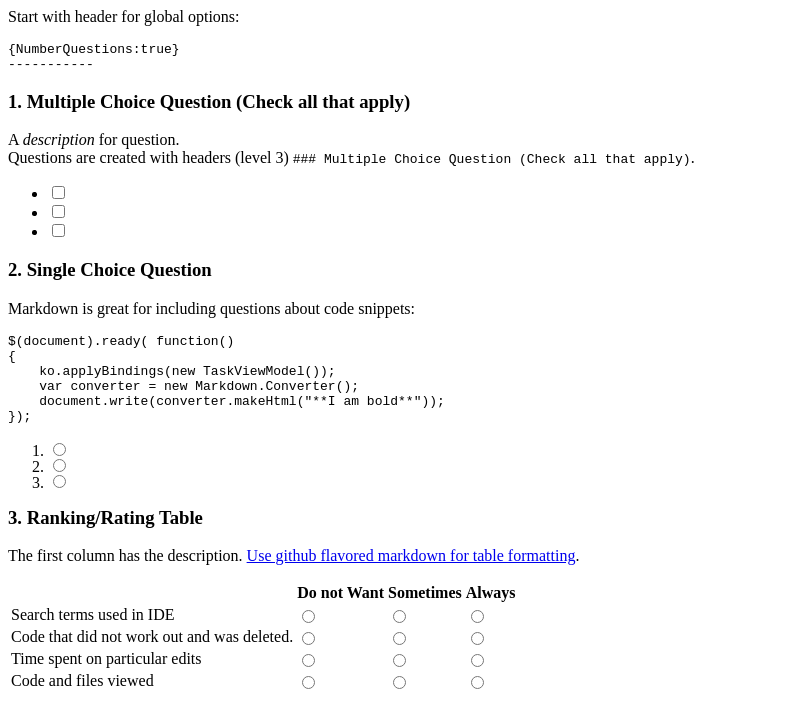 Start with header for global options:
{NumberQuestions:true}
-----------
1. Multiple Choice Question (Check all that apply)
A description for question.
Questions are created with headers (level 3) ### Multiple Choice Question (Check all that apply).
2. Single Choice Question
Markdown is great for including questions about code snippets:
$(document).ready( function()
{
    ko.applyBindings(new TaskViewModel());
    var converter = new Markdown.Converter();
    document.write(converter.makeHtml("**I am bold**"));
});
1.
2.
3.
3. Ranking/Rating Table
The first column has the description. Use github flavored markdown for table formatting.
Do not Want Sometimes Always
Search terms used in IDE
Code that did not work out and was deleted.
Time spent on particular edits
Code and files viewed